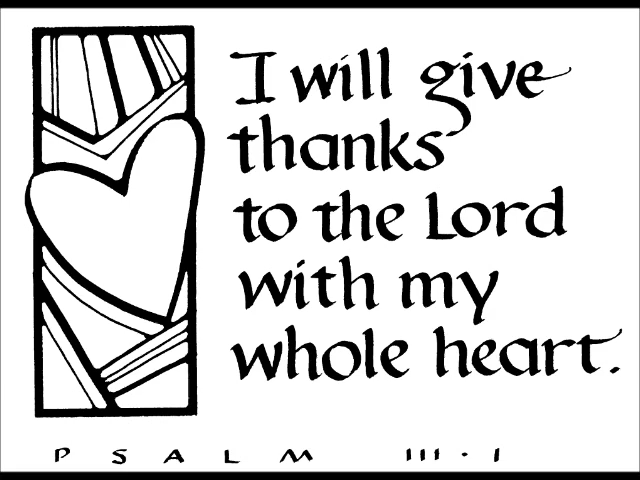 I will give
thanks
to the Lord
with my
whole heart.
PSALM 111·1